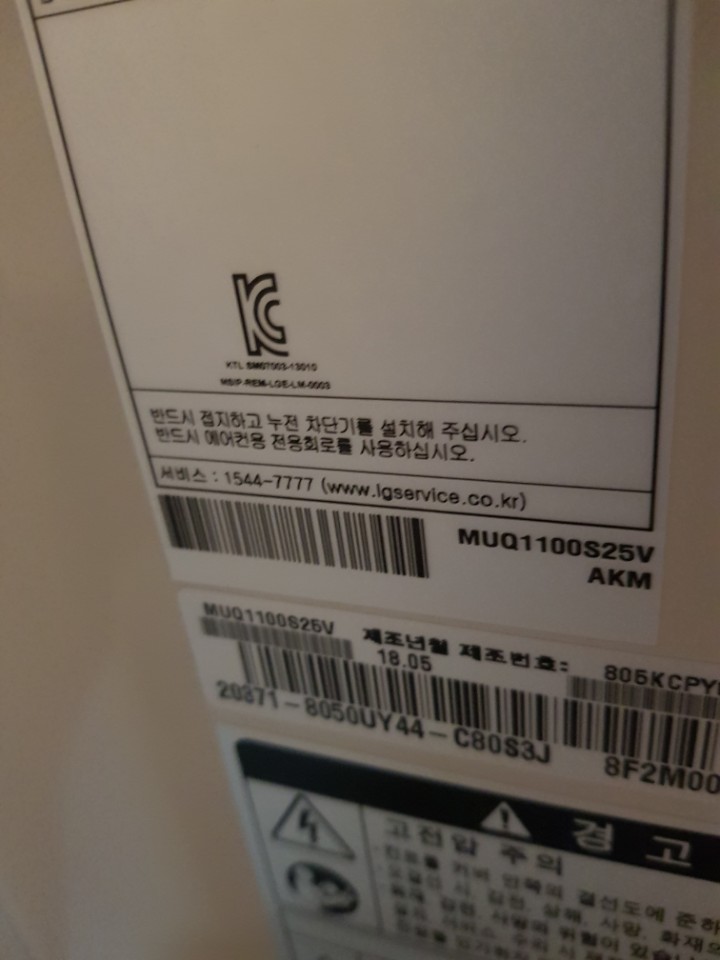 KTL SM07003-13010
MSIP-REM-LGE-LM-0003
반드시 접지하고 누전 차단기를 설치해 주십시오.
반드시 에어컨용 전용회로를 사용하십시오.
서비스 : 1544-7777 (www.lgservice.co.kr)
MUQ1100S25V
AKM
MUQ1100S25V
제조년월 제조번호:
18.05
805KCPY
20371-8050UY44-C80S3J
8F2M00
경 고
고전압 주의